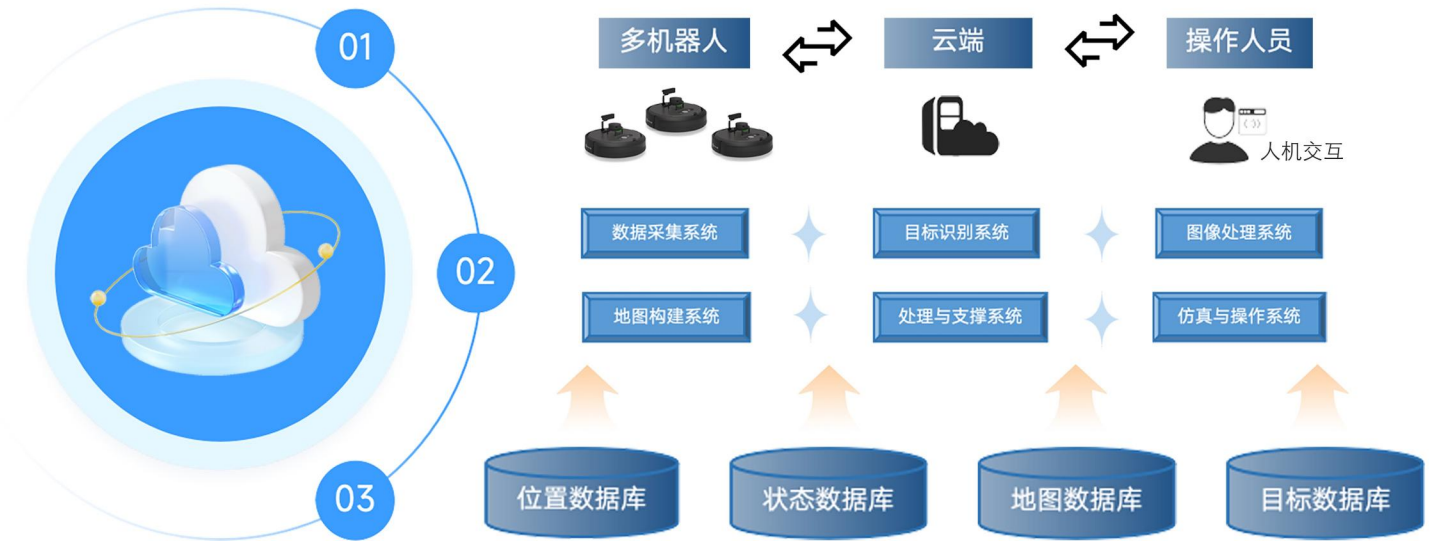 01
02
03
多机器人
云端
操作人员
人机交互
数据采集系统
目标识别系统
图像处理系统
地图构建系统
处理与支撑系统
仿真与操作系统
位置数据库
状态数据库
地图数据库
目标数据库